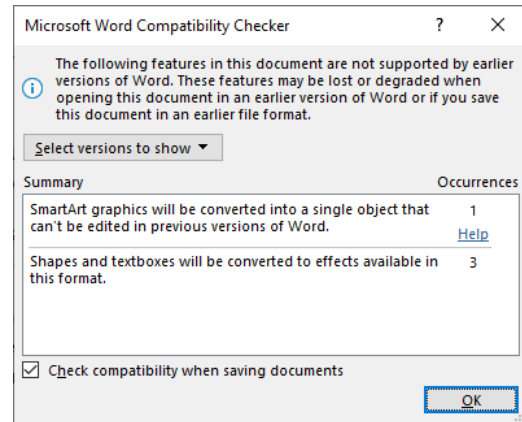 Microsoft Word Compatibility Checker ? ×
The following features in this document are not supported by earlier
versions of Word. These features may be lost or degraded when
opening this document in an earlier version of Word or if you save
this document in an earlier file format.
Select versions to show
Summary Occurrences
SmartArt graphics will be converted into a single object that 1
can't be edited in previous versions of Word. Help
Shapes and textboxes will be converted to effects available in 3
this format.
Check compatibility when saving documents
OK